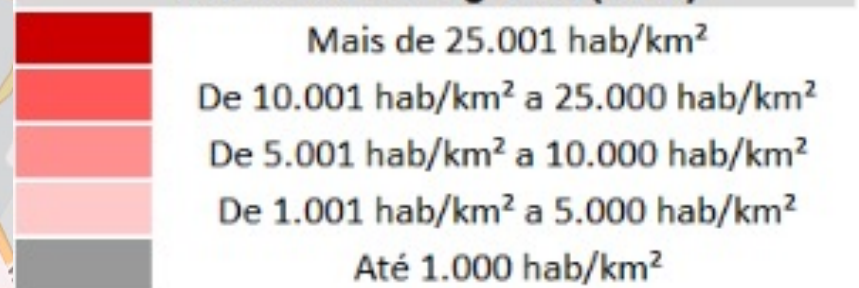 Mais de 25.001 hab/km²
De 10.001 hab/km² a 25.000 hab/km²
De 5.001 hab/km² a 10.000 hab/km²
De 1.001 hab/km² a 5.000 hab/km²
Até 1.000 hab/km²